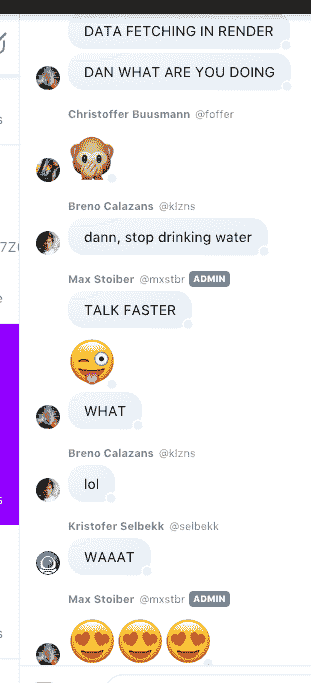 DATA FETCHING IN RENDER
DAN WHAT ARE YOU DOING
Christoffer Buusmann @foffer
Breno Calazans @klzns
dann, stop drinking water
Max Stoiber @mxstbr ADMIN
TALK FASTER
WHAT
Breno Calazans @klzns
lol
Kristofer Selbekk @selbekk
WAAAT
Max Stoiber @mxstbr ADMIN